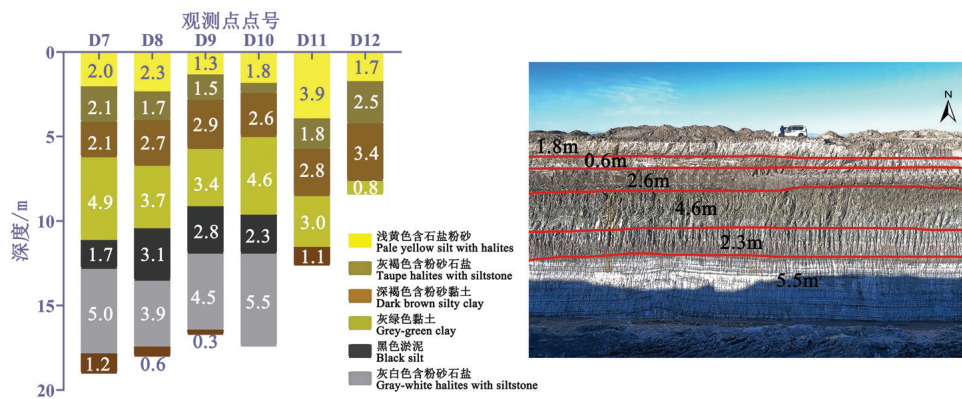 观测点点号
D7 D8 D9 D10 D11 D12
0
5
10
15
20
深度/m
2.0
2.1
2.1
4.9
1.7
5.0
1.2
2.3
1.7
2.7
3.7
3.1
3.9
0.6
1.3
1.5
2.9
3.4
2.8
4.5
0.3
1.8
2.6
4.6
2.3
5.5
3.9
1.8
2.8
3.0
1.1
1.7
2.5
3.4
0.8
浅黄色含石盐粉砂
Pale yellow silt with halites
灰褐色含粉砂石盐
Taupe halites with siltstone
深褐色含粉砂黏土
Dark brown silty clay
灰绿色黏土
Grey-green clay
黑色淤泥
Black silt
灰白色含粉砂石盐
Gray-white halites with siltstone
N
1.8m
0.6m
2.6m
4.6m
2.3m
5.5m